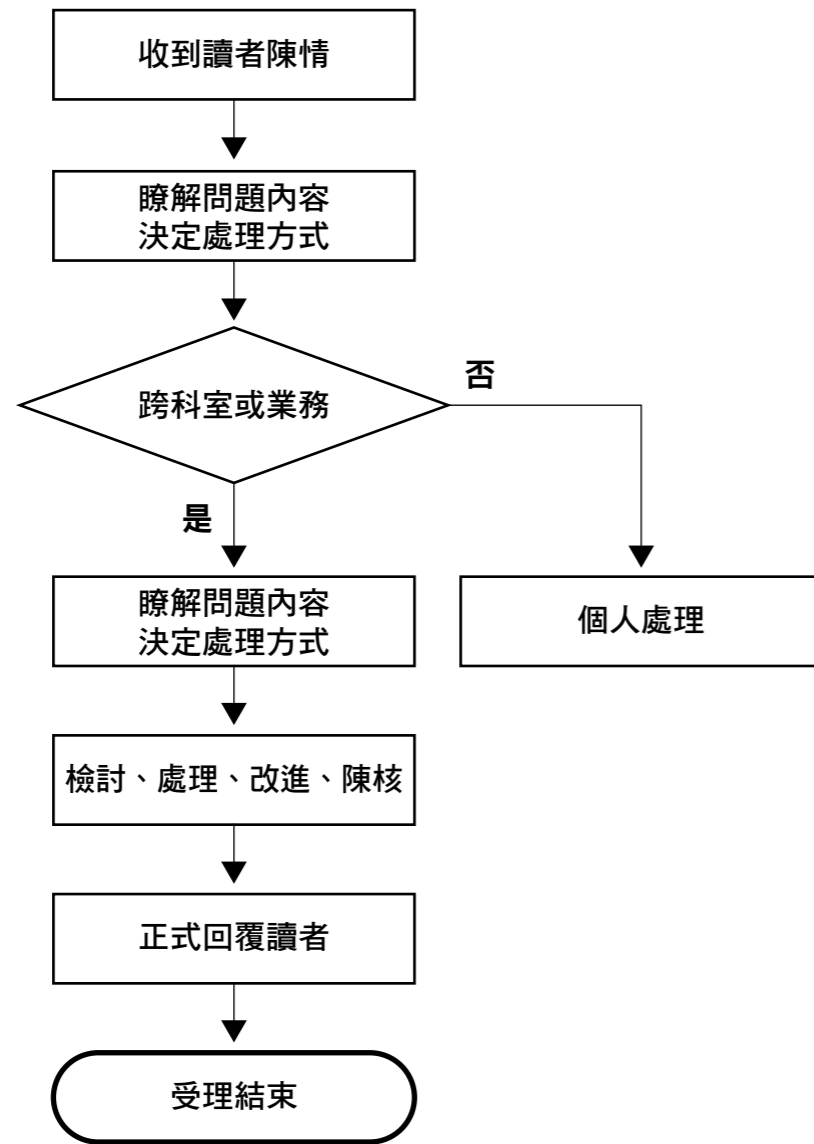 收到讀者陳情
瞭解問題內容
決定處理方式
跨科室或業務
否
是
瞭解問題內容
決定處理方式
個人處理
檢討、處理、改進、陳核
正式回覆讀者
受理結束